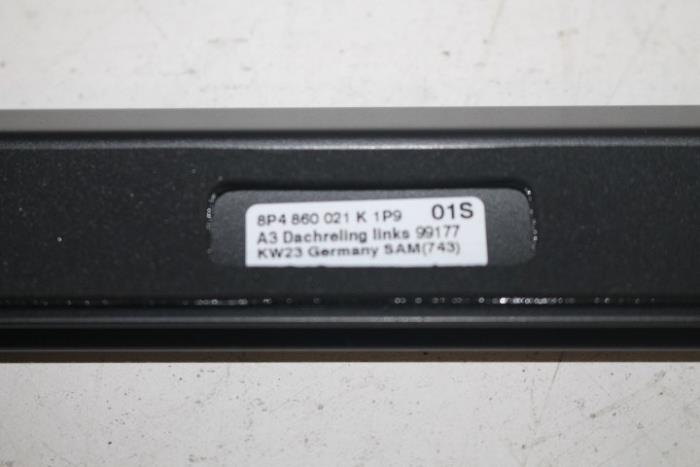 8P4 860 021 K 1P9 01S
A3 Dachreling links 99177
KW23 Germany SAM(743)